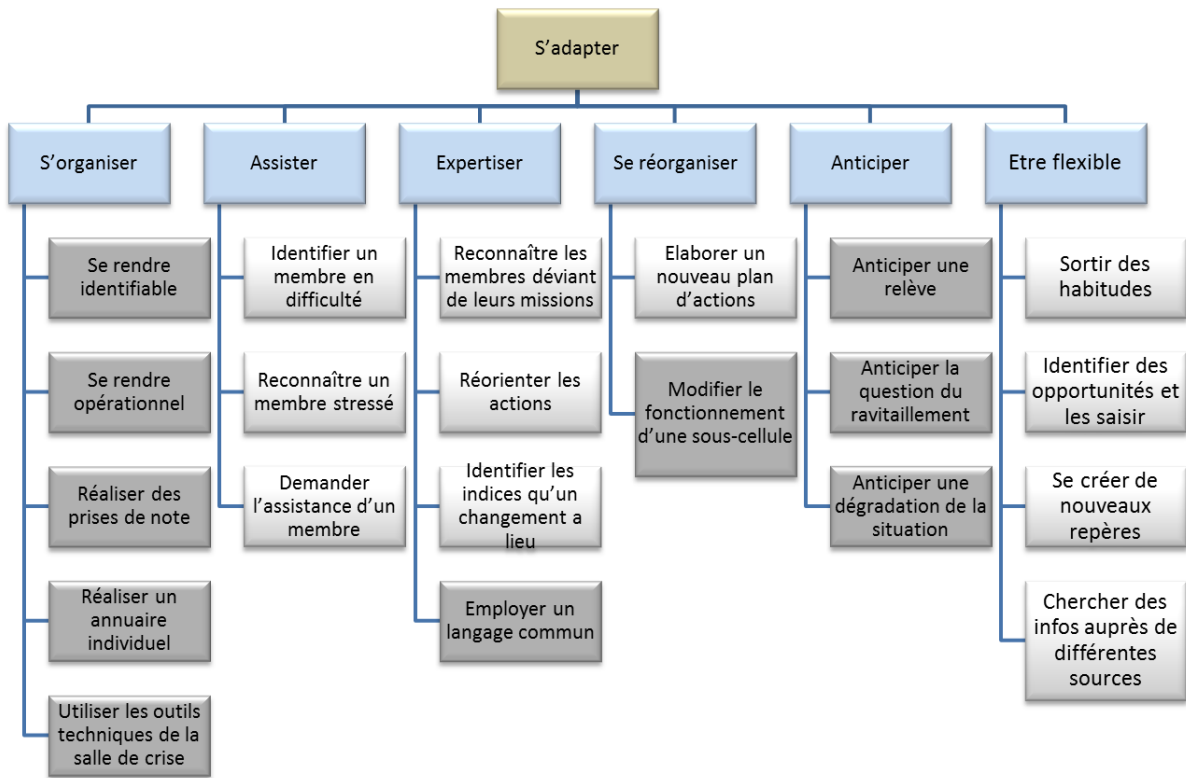 S’adapter
S’organiser
Assister
Expertiser
Se réorganiser
Anticiper
Etre flexible
Se rendre
identifiable
Se rendre
opérationnel
Réaliser des
prises de note
Réaliser un
annuaire
individuel
Utiliser les outils
techniques de la
salle de crise
Identifier un
membre en
difficulté
Reconnaître un
membre stressé
Demander
l’assistance d’un
membre
Reconnaître les
membres déviant
de leurs missions
Réorienter les
actions
Identifier les
indices qu’un
changement a
lieu
Employer un
langage commun
Elaborer un
nouveau plan
d’actions
Modifier le
fonctionnement
d’une sous-cellule
Anticiper une
relève
Anticiper la
question du
ravitaillement
Anticiper une
dégradation de la
situation
Sortir des
habitudes
Identifier des
opportunités et
les saisir
Se créer de
nouveaux
repères
Chercher des
infos auprès de
différentes
sources